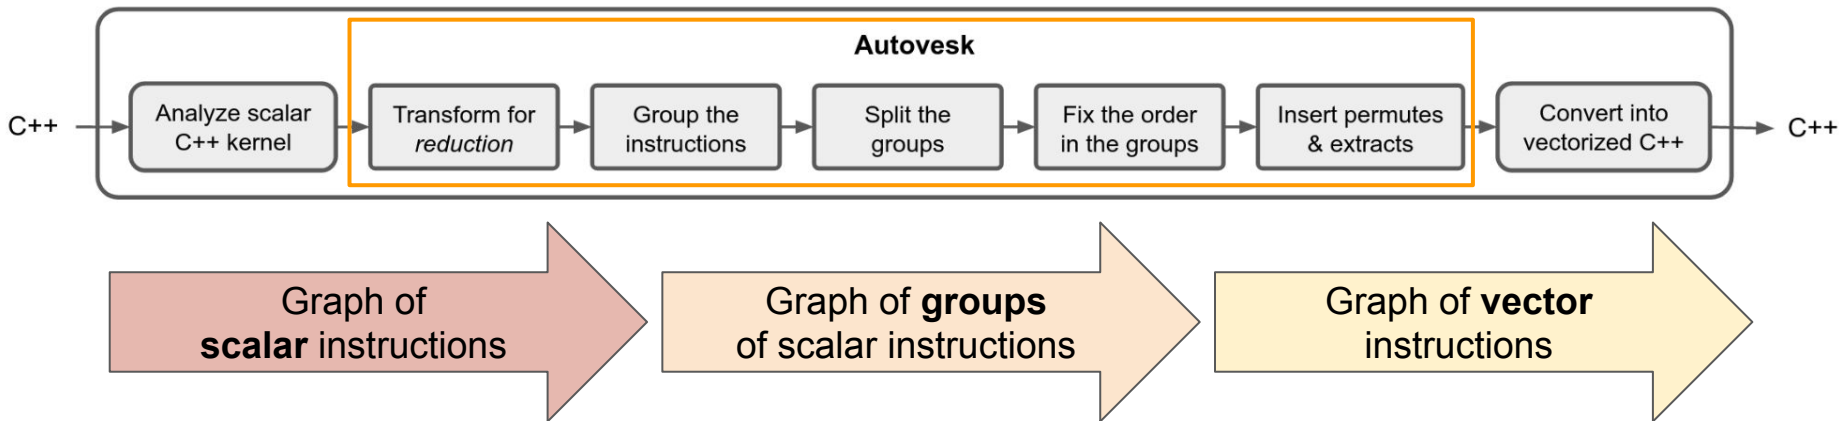 Autovesk
C++
Analyze scalar
C++ kernel
Transform for
reduction
Group the
instructions
Split the
groups
Fix the order
in the groups
Insert permutes
& extracts
Convert into
vectorized C++
C++
Graph of
scalar instructions
Graph of groups
of scalar instructions
Graph of vector
instructions